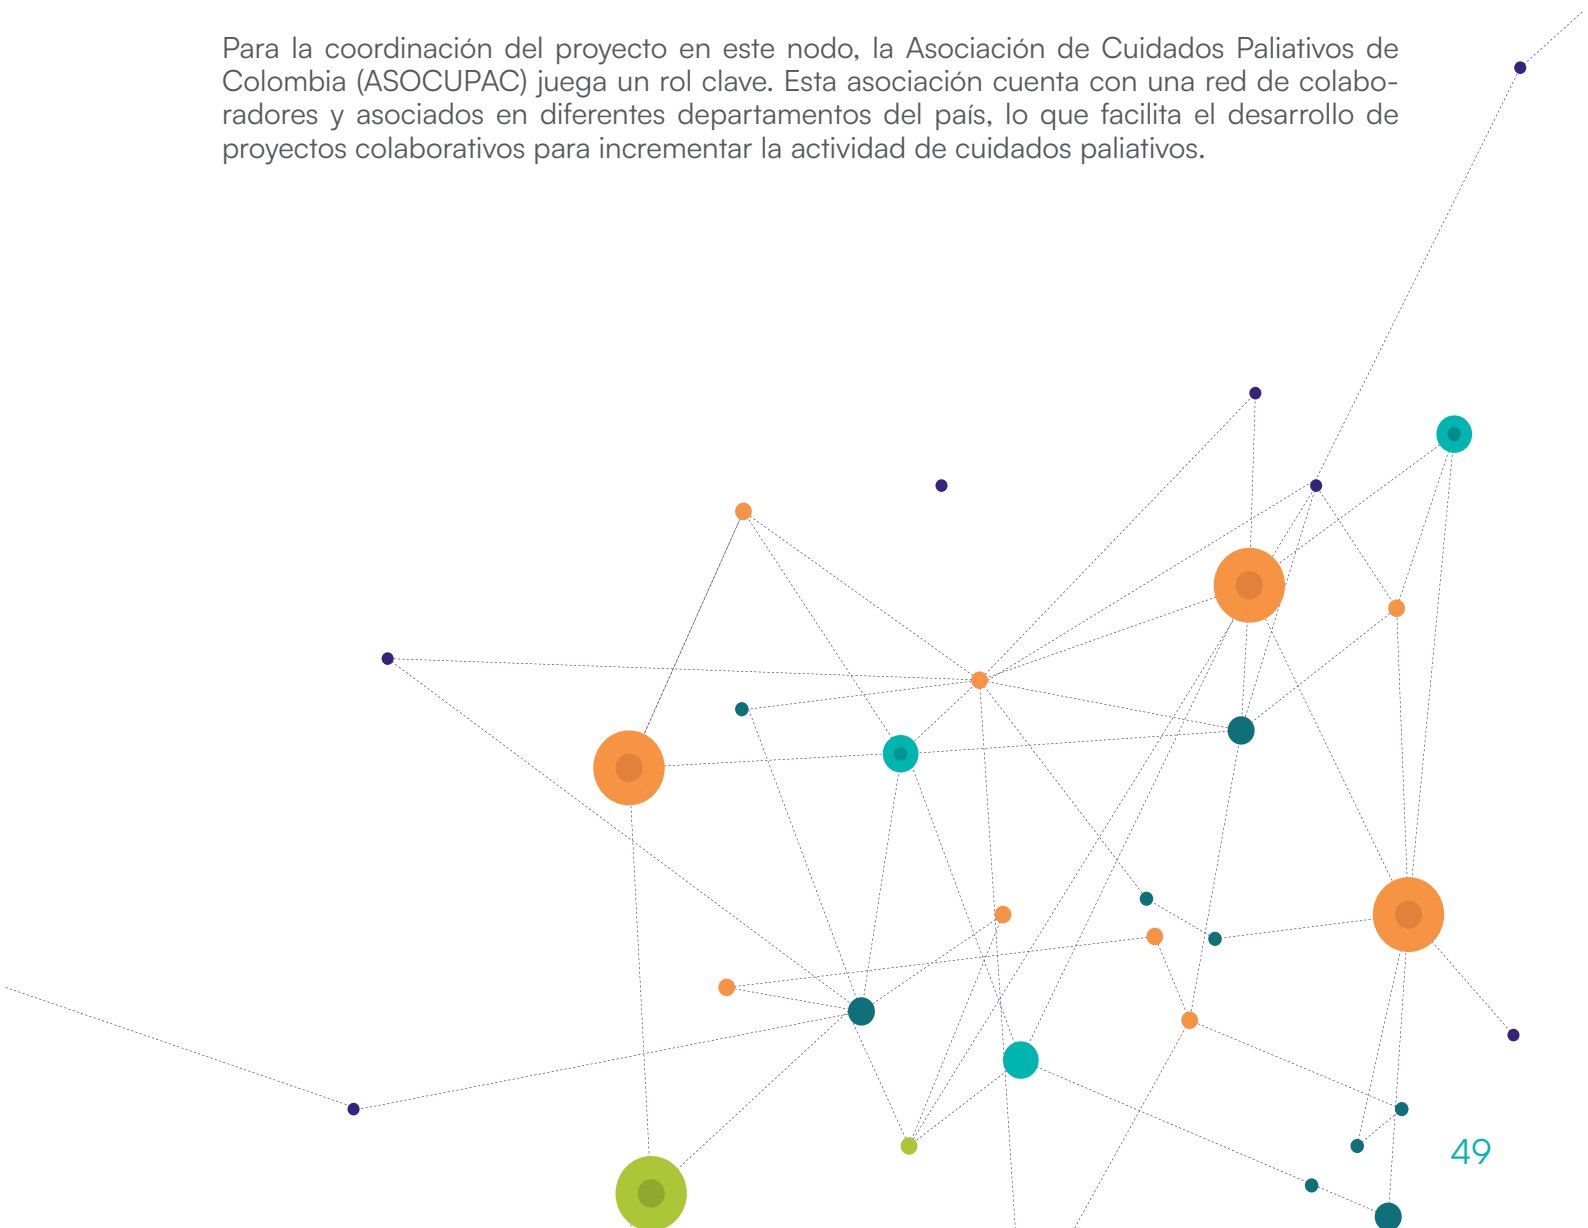 Para la coordinación del proyecto en este nodo, la Asociación de Cuidados Paliativos de
Colombia (ASOCUPAC) juega un rol clave. Esta asociación cuenta con una red de colabo-
radores y asociados en diferentes departamentos del país, lo que facilita el desarrollo de
proyectos colaborativos para incrementar la actividad de cuidados paliativos.
49